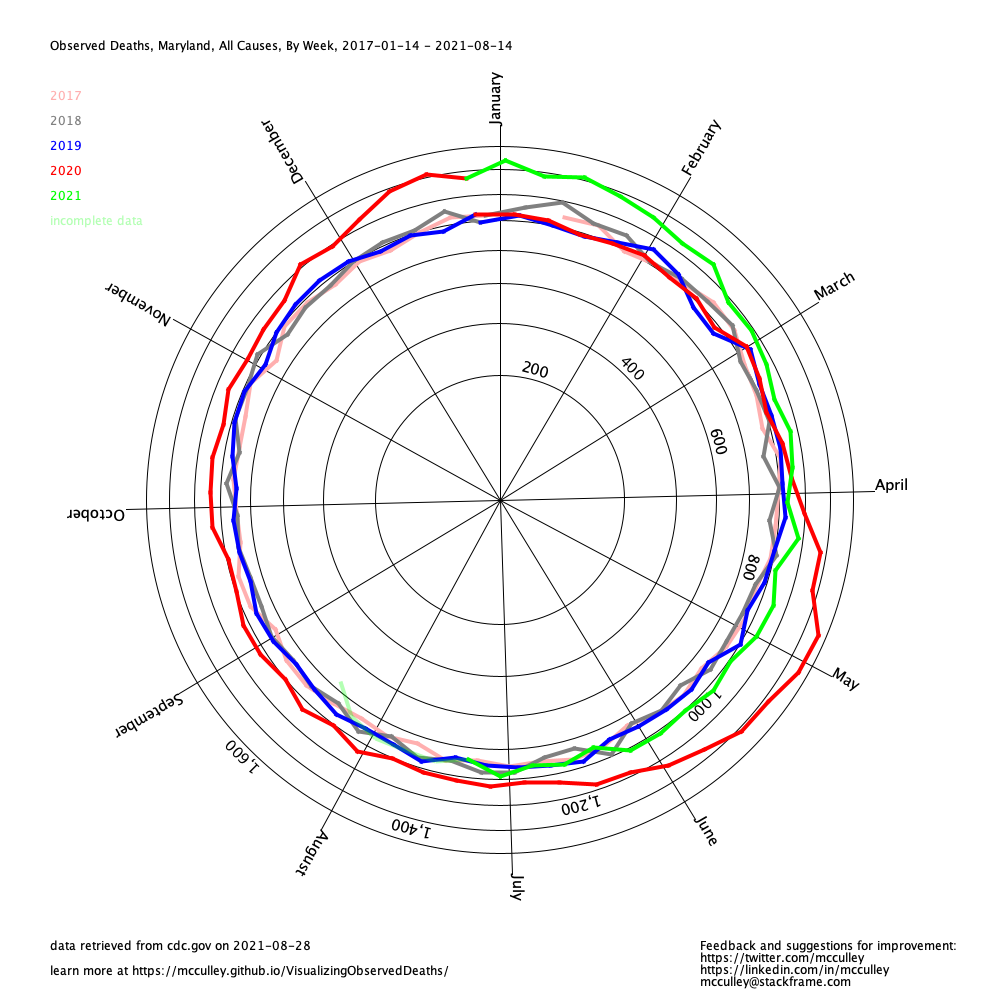 Observed Deaths, Maryland, All Causes, By Week, 2017-01-14 - 2021-08-14
2017
2018
2019
2020
2021
incomplete data
January
February
March
April
May
June
July
August
September
October
November
December
200
400
600
800
1,000
1,200
1,400
1,600
data retrieved from cdc.gov on 2021-08-28
learn more at https://mcculley.github.io/VisualizingObservedDeaths/
Feedback and suggestions for improvement:
https://twitter.com/mcculley
https://linkedin.com/in/mcculley
mcculley@stackframe.com